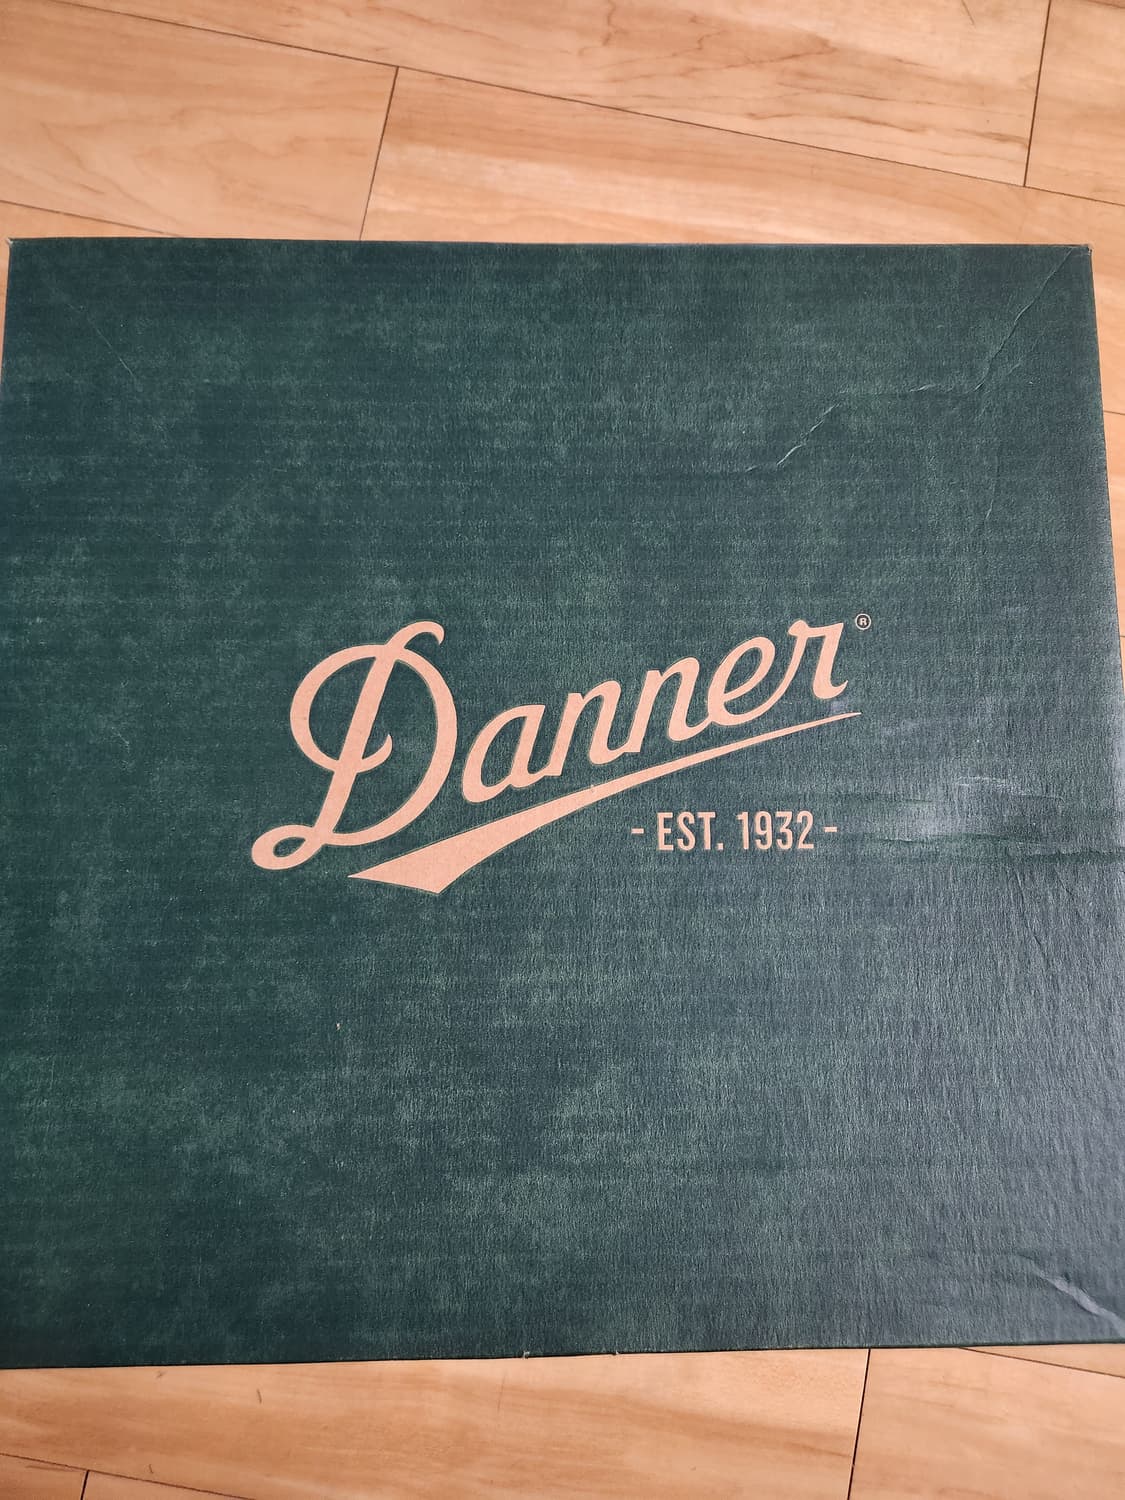 Danner®
- EST. 1932 -